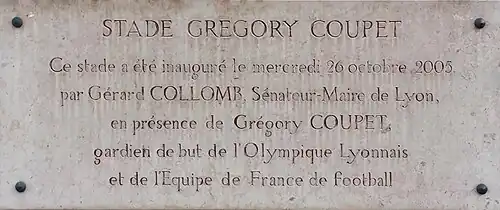 STADE GREGORY COUPET
Ce stade a été inauguré le mercredi 26 octobre 2005
par Gérard COLLOMB, Sénateur-Maire de Lyon,
en présence de Grégory COUPET,
gardien de but de l'Olympique Lyonnais
et de l'Equipe de France de football